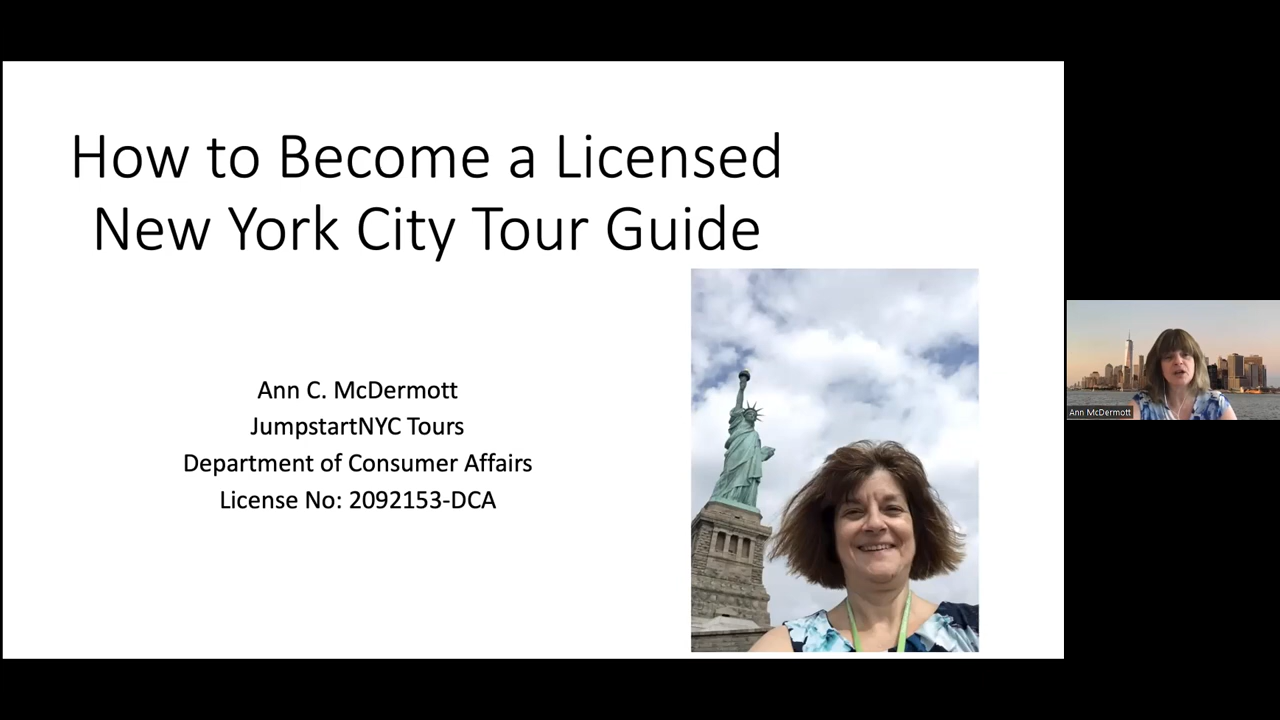 How to Become a Licensed
New York City Tour Guide
Ann C. McDermott
JumpstartNYC Tours
Department of Consumer Affairs
License No: 2092153-DCA
Ann McDermott